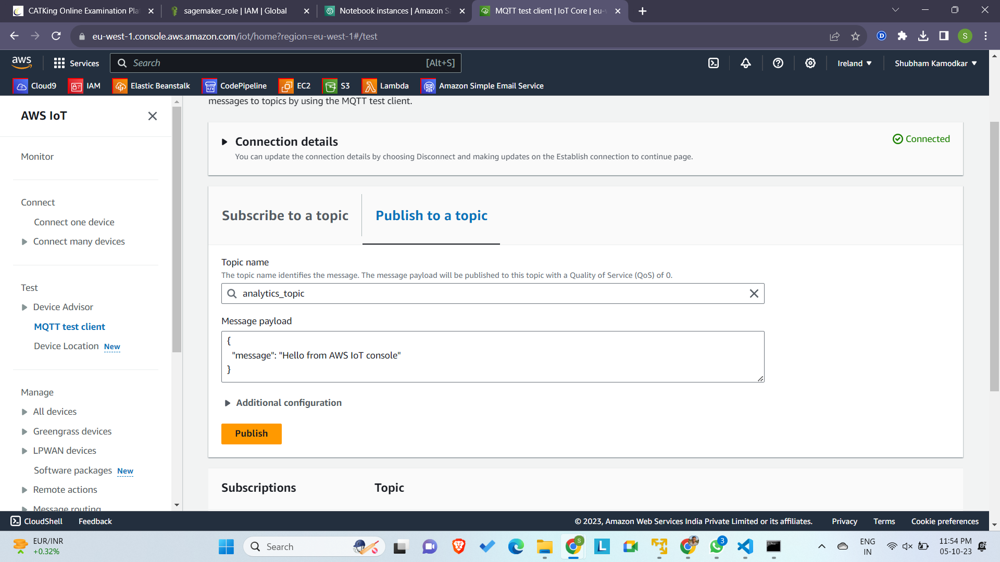 CATKing Online Examination Pla
sagemaker_role | IAM | Global
Notebook instances | Amazon S
MQTT test client | IoT Core | eu-
eu-west-1.console.aws.amazon.com/iot/home?region=eu-west-1#/test
D
S
aws
Services
Search
[Alt+S]
Ireland
Shubham Kamodkar
Cloud9
IAM
Elastic Beanstalk
CodePipeline
EC2
S3
Lambda
Amazon Simple Email Service
AWS IoT
Monitor
Connect
Connect one device
Connect many devices
Test
Device Advisor
MQTT test client
Device Location New
Manage
All devices
Greengrass devices
LPWAN devices
Software packages New
Remote actions
Message routing
messages to topics by using the MQTT test client.
Connection details
Connected
You can update the connection details by choosing Disconnect and making updates on the Establish connection to continue page.
Subscribe to a topic
Publish to a topic
Topic name
The topic name identifies the message. The message payload will be published to this topic with a Quality of Service (QoS) of 0.
analytics_topic
Message payload
{
"message": "Hello from AWS IoT console"
}
Additional configuration
Publish
Subscriptions
Topic
CloudShell
Feedback
© 2023, Amazon Web Services India Private Limited or its affiliates.
Privacy
Terms
Cookie preferences
EUR/INR
+0.32%
Search
L
S
3
ENG
IN
11:54 PM
05-10-23